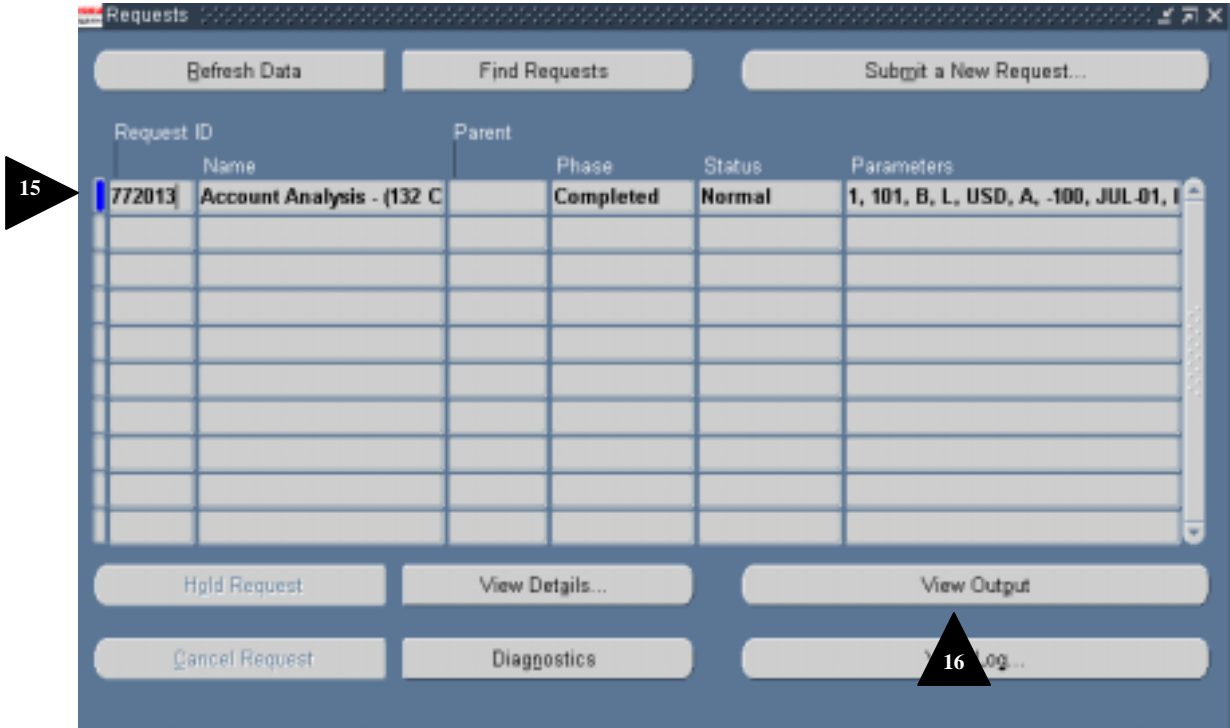 Requests
Refresh Data Find Requests Submit a New Request...
Request ID Parent
Name Phase Status Parameters
15 772013 Account Analysis - (132 C Completed Normal 1, 101, B, L, USD, A, -100, JUL-01,
Hold Request View Details... View Output
Cancel Request Diagnostics Log...
16